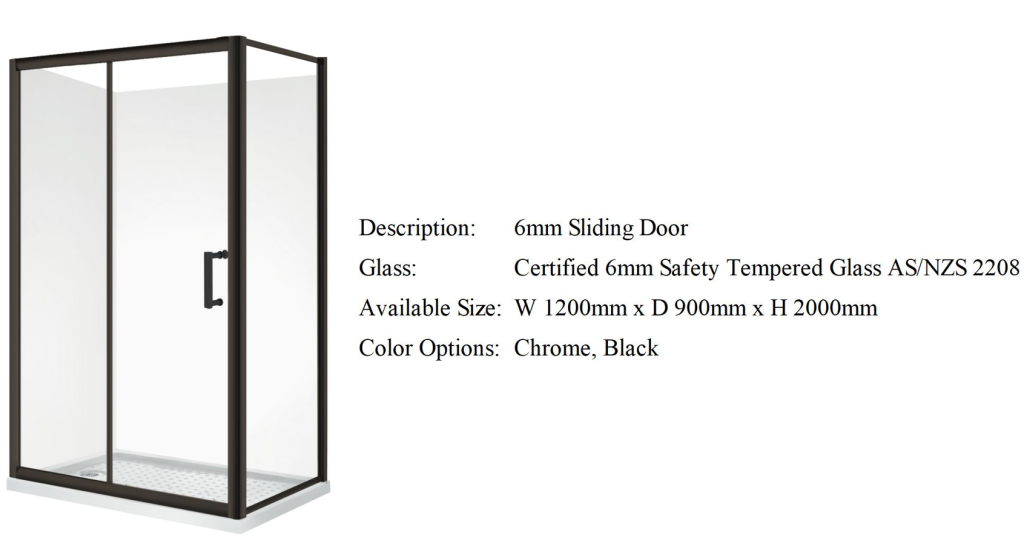 Description: 6mm Sliding Door
Glass: Certified 6mm Safety Tempered Glass AS/NZS 2208
Available Size: W 1200mm x D 900mm x H 2000mm
Color Options: Chrome, Black